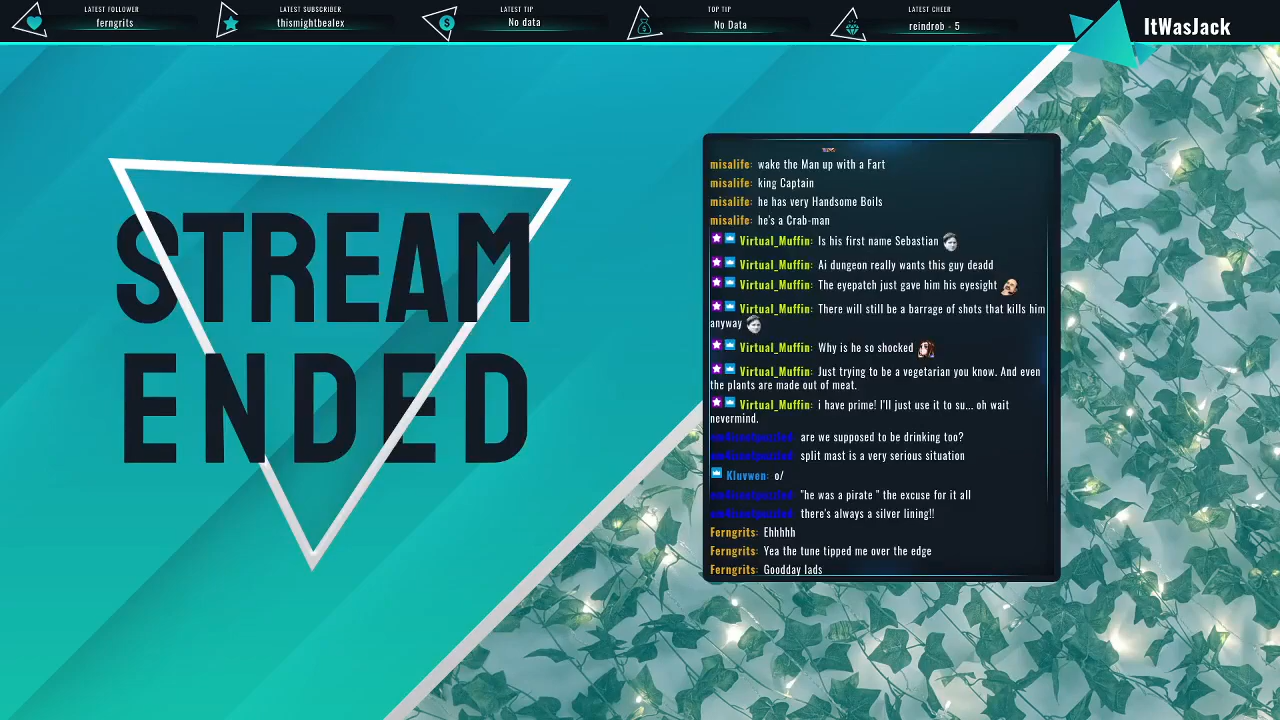 LATEST FOLLOWER
ferngrits
LATEST SUBSCRIBER
thismightbealex
LATEST TIP
No data
TOP TIP
No Data
LATEST CHEER
reindrob - 5
ItWasJack
STREAM
ENDED
misalife: wake the Man up with a Fart
misalife: king Captain
misalife: he has very Handsome Boils
misalife: he's a Crab-man
Virtual_Muffin: Is his first name Sebastian
Virtual_Muffin: Ai dungeon really wants this guy deadd
Virtual_Muffin: The eyepatch just gave him his eyesight
Virtual_Muffin: There will still be a barrage of shots that kills him
anyway
Virtual_Muffin: Why is he so shocked
Virtual_Muffin: Just trying to be a vegetarian you know. And even
the plants are made out of meat.
Virtual_Muffin: i have prime! I'll just use it to su... oh wait
nevermind.
are we supposed to be drinking too?
split mast is a very serious situation
Kluvwen: o/
"he was a pirate " the excuse for it all
there's always a silver lining!!
Ferngrits: Ehhhhh
Ferngrits: Yea the tune tipped me over the edge
Ferngrits: Goodday lads